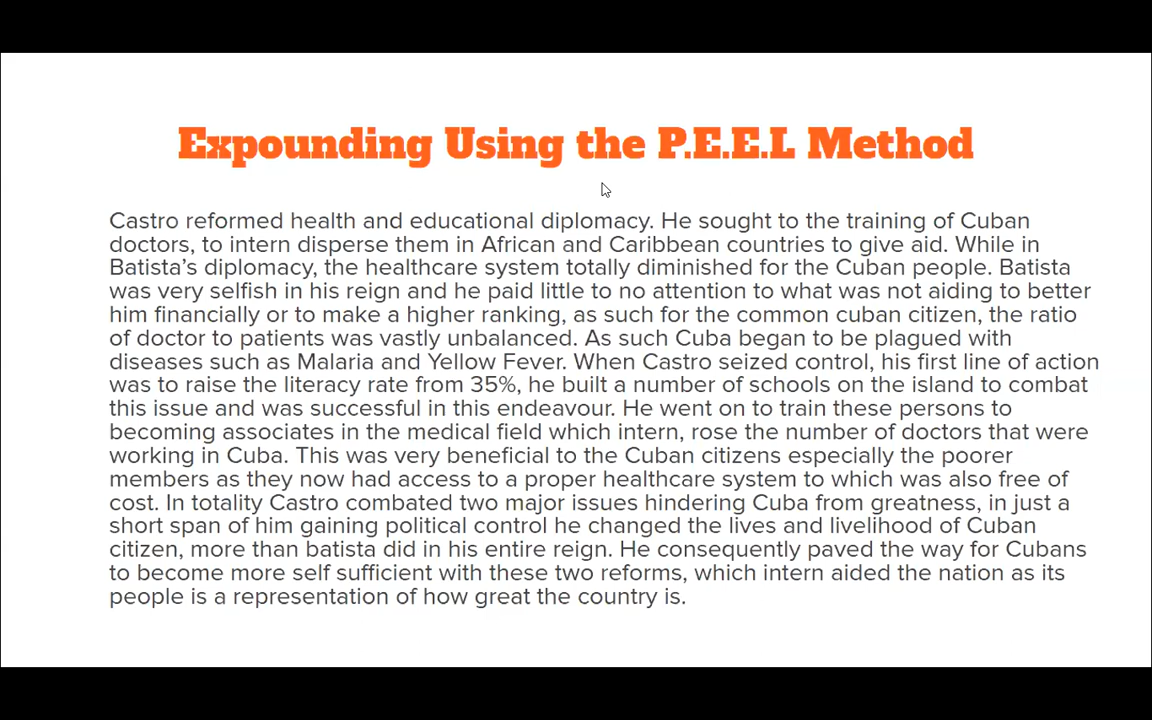 Expounding Using the P.E.E.L Method
Castro reformed health and educational diplomacy. He sought to the training of Cuban
doctors, to intern disperse them in African and Caribbean countries to give aid. While in
Batista’s diplomacy, the healthcare system totally diminished for the Cuban people. Batista
was very selfish in his reign and he paid little to no attention to what was not aiding to better
him financially or to make a higher ranking, as such for the common cuban citizen, the ratio
of doctor to patients was vastly unbalanced. As such Cuba began to be plagued with
diseases such as Malaria and Yellow Fever. When Castro seized control, his first line of action
was to raise the literacy rate from 35%, he built a number of schools on the island to combat
this issue and was successful in this endeavour. He went on to train these persons to
becoming associates in the medical field which intern, rose the number of doctors that were
working in Cuba. This was very beneficial to the Cuban citizens especially the poorer
members as they now had access to a proper healthcare system to which was also free of
cost. In totality Castro combated two major issues hindering Cuba from greatness, in just a
short span of him gaining political control he changed the lives and livelihood of Cuban
citizen, more than batista did in his entire reign. He consequently paved the way for Cubans
to become more self sufficient with these two reforms, which intern aided the nation as its
people is a representation of how great the country is.